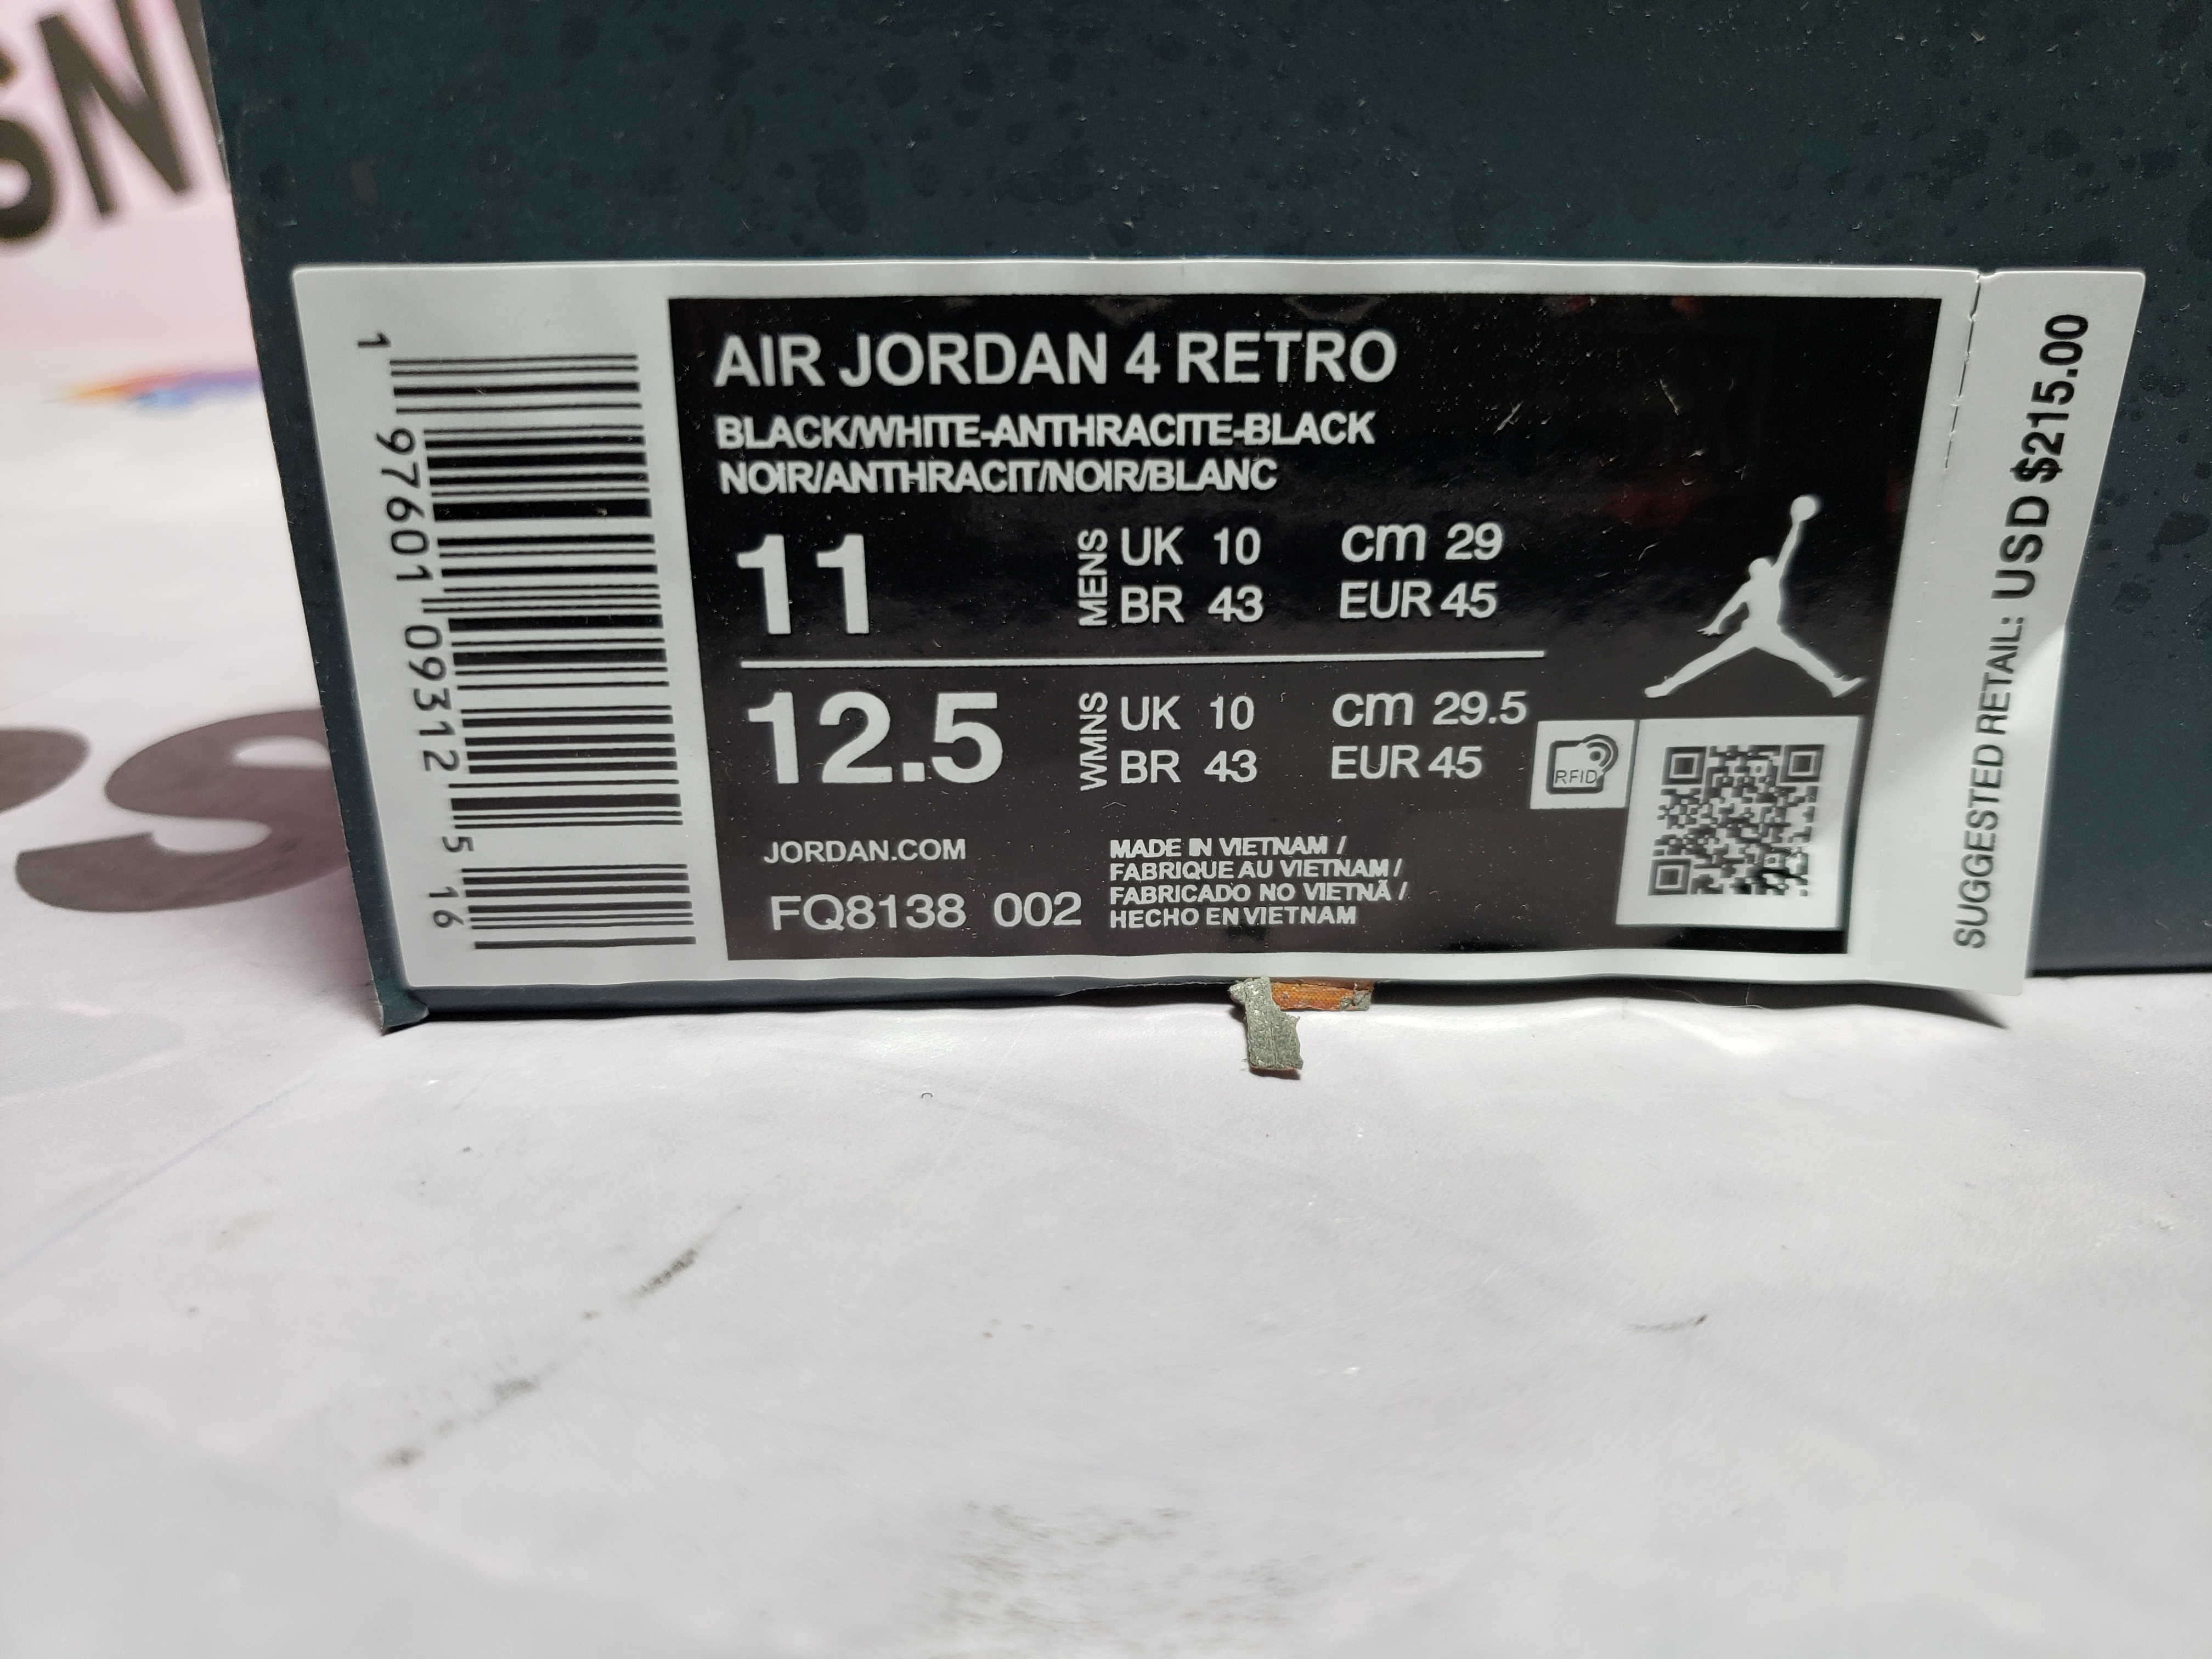 AIR JORDAN 4 RETRO
BLACK/WHITE-ANTHRACITE-BLACK
NOIR/ANTHRACIT/NOIR/BLANC
11 MENS UK 10 cm 29
BR 43 EUR 45
12.5 WMNS UK 10 cm 29.5
BR 43 EUR 45
RFID
JORDAN.COM
FQ8138 002
MADE IN VIETNAM /
FABRIQUE AU VIETNAM /
FABRICADO NO VIETNÃ /
HECHO EN VIETNAM
SUGGESTED RETAIL: USD $215.00
1 97601 09312 5 16